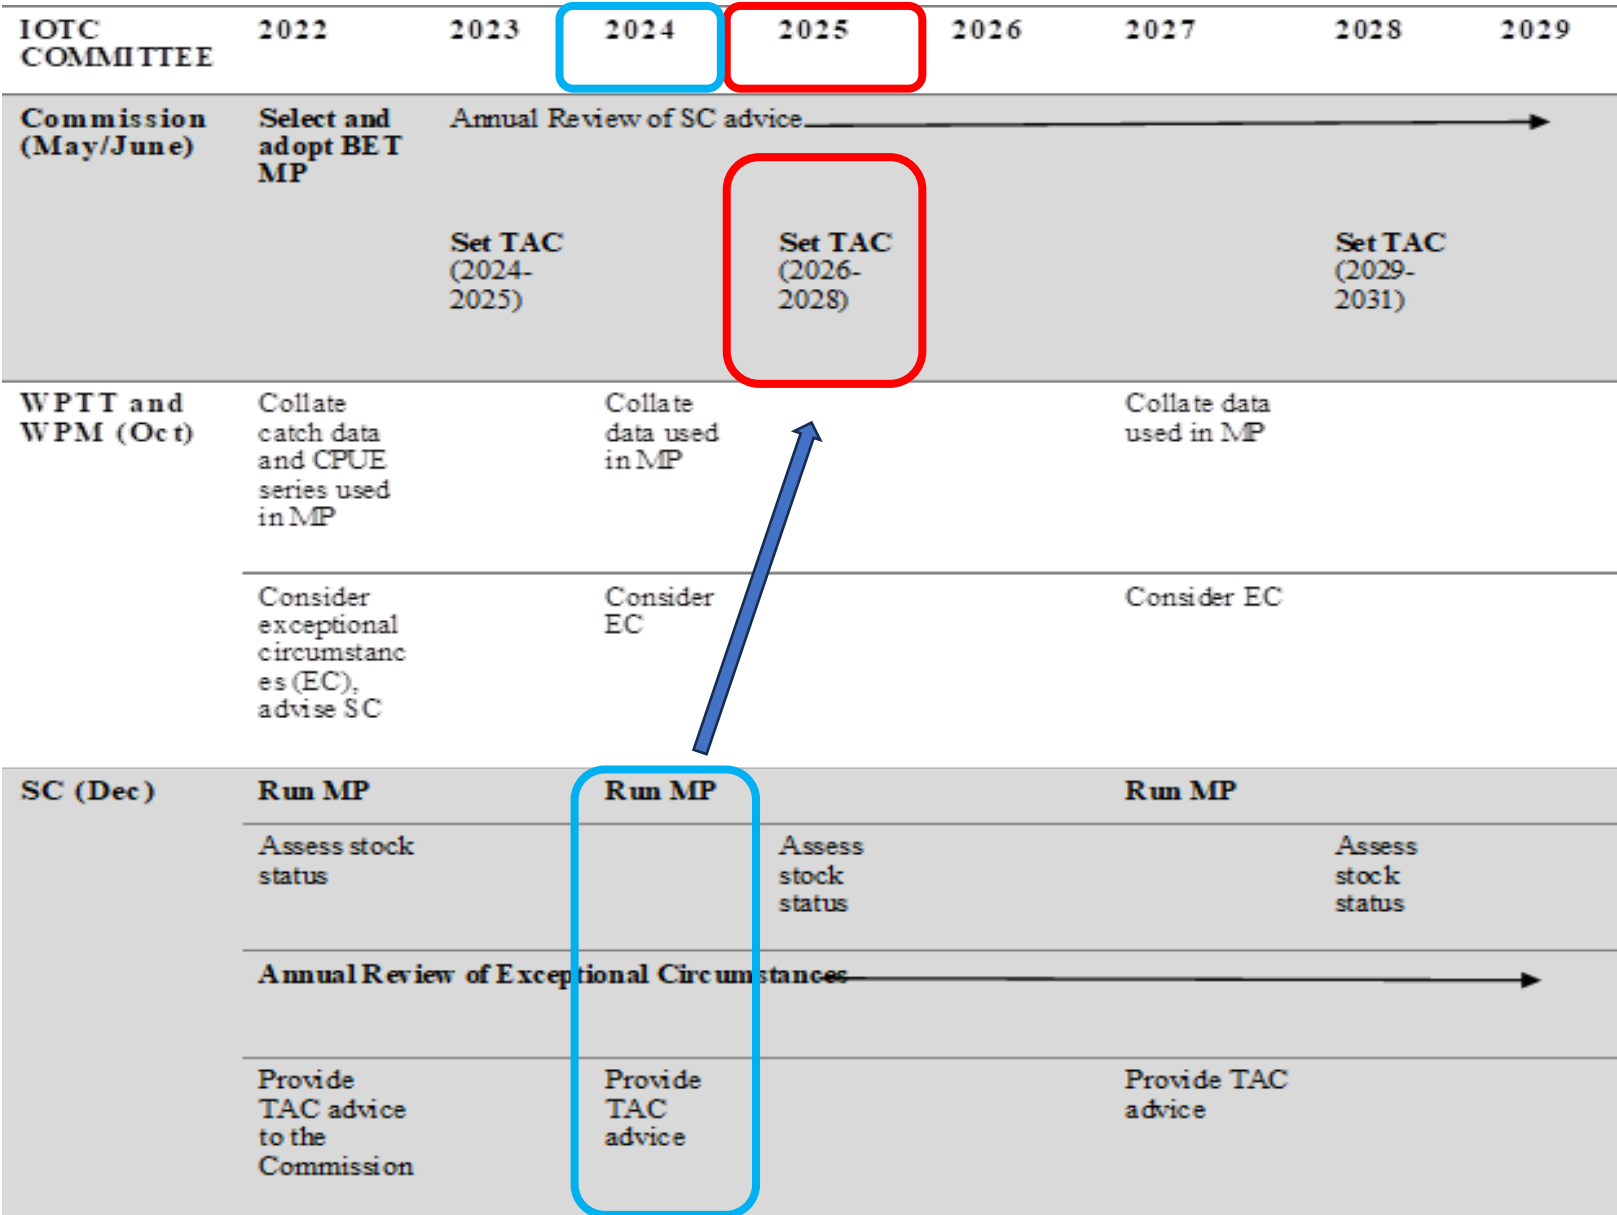 IOTC COMMITTEE 2022 2023 2024 2025 2026 2027 2028 2029
Commission (May/June)
Select and
adopt BET
MP
Annual Review of SC advice
Set TAC
(2024-
2025)
Set TAC
(2026-
2028)
Set TAC
(2029-
2031)
WPTT and
WPM (Oct)
Collate
catch data
and CPUE
series used
in MP
Collate
data used
in MP
Collate data
used in MP
Consider
exceptional
circumstanc
es (EC),
advise SC
Consider
EC
Consider EC
SC (Dec)
Run MP
Run MP
Run MP
Assess stock
status
Assess
stock
status
Assess
stock
status
Annual Review of Exceptional Circumstances
Provide
TAC advice
to the
Commission
Provide
TAC
advice
Provide TAC
advice